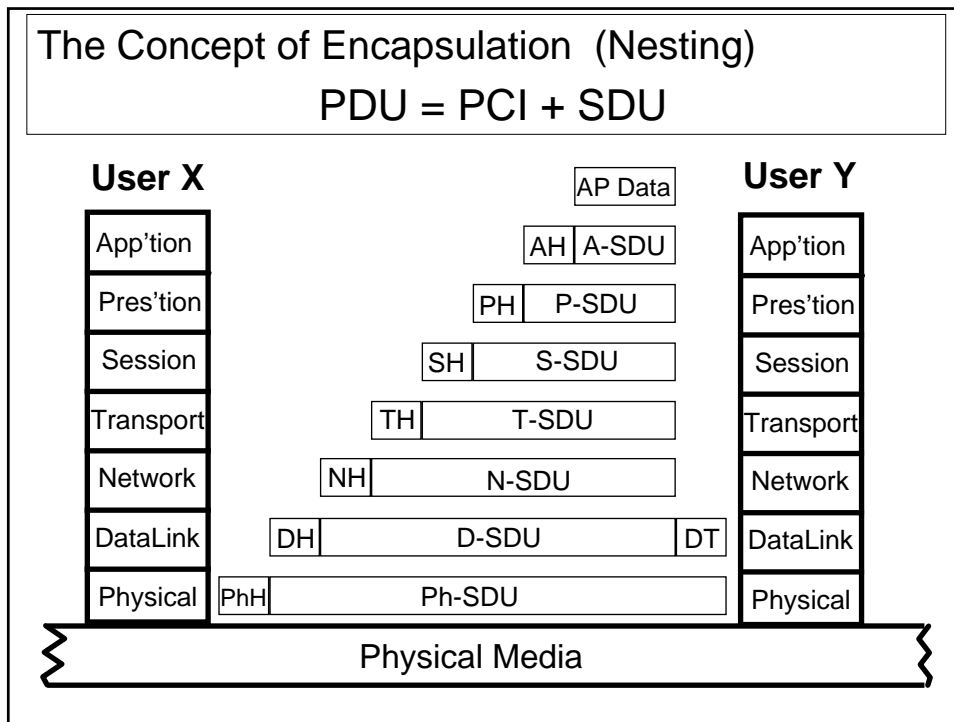 The Concept of Encapsulation (Nesting)
PDU = PCI + SDU
User X
User Y
AP Data
App’tion
AH
A-SDU
App’tion
Pres’tion
PH
P-SDU
Pres’tion
Session
SH
S-SDU
Session
Transport
TH
T-SDU
Transport
Network
NH
N-SDU
Network
DataLink
DH
D-SDU
DT
DataLink
Physical
PhH
Ph-SDU
Physical
Physical Media